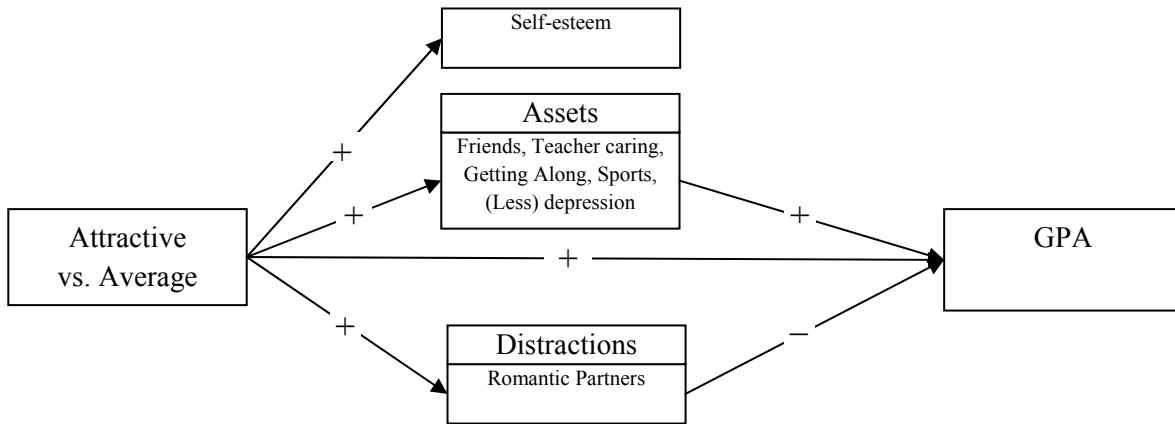 Self-esteem
+
Assets
Friends, Teacher caring,
Getting Along, Sports,
(Less) depression
+
+
Attractive
vs. Average
+
GPA
+
−
Distractions
Romantic Partners